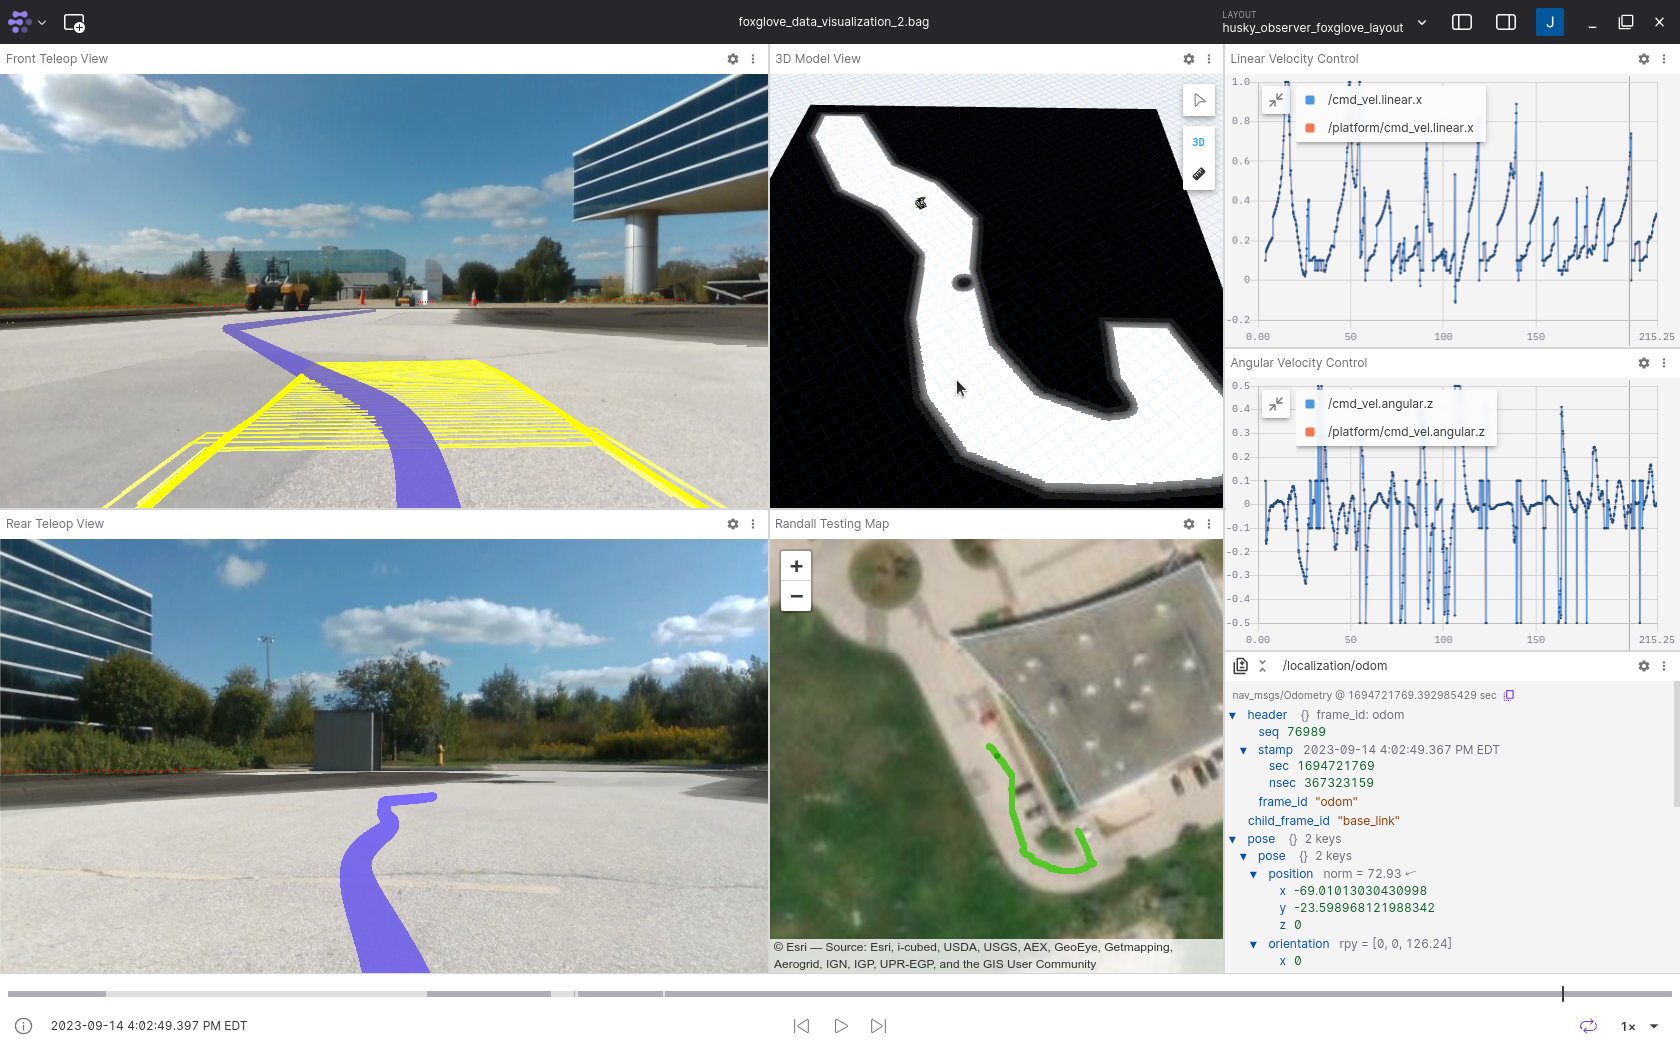 foxglove_data_visualization_2.bag
LAYOUT
husky_observer_foxglove_layout
J
Front Teleop View
3D Model View
3D
Linear Velocity Control
1.0
/cmd_vel.linear.x
/platform/cmd_vel.linear.x
0.8
0.6
0.4
0.2
0
-0.2
0.00 50 100 150 215.25
Angular Velocity Control
0.5
/cmd_vel.angular.z
/platform/cmd_vel.angular.z
0.4
0.3
0.2
0.1
0
-0.1
-0.2
-0.3
-0.4
-0.5
0.00 50 100 150 215.25
Rear Teleop View
Randall Testing Map
+
−
© Esri — Source: Esri, i-cubed, USDA, USGS, AEX, GeoEye, Getmapping,
Aerogrid, IGN, IGP, UPR-EGP, and the GIS User Community
/localization/odom
nav_msgs/Odometry @ 1694721769.392985429 sec
header {} frame_id: odom
seq 76989
stamp 2023-09-14 4:02:49.367 PM EDT
sec 1694721769
nsec 367323159
frame_id "odom"
child_frame_id "base_link"
pose {} 2 keys
pose {} 2 keys
position norm = 72.93
x -69.01013030430998
y -23.598968121988342
z 0
orientation rpy = [0, 0, 126.24]
x 0
2023-09-14 4:02:49.397 PM EDT
1×